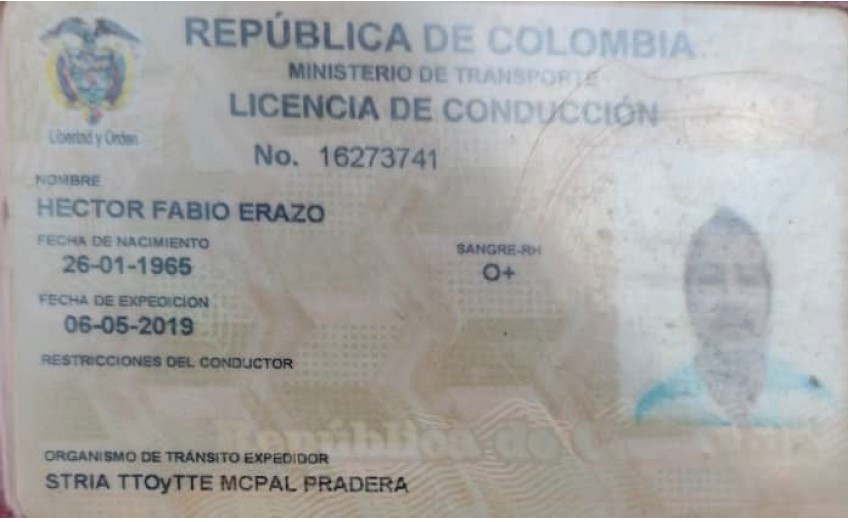 REPÚBLICA DE COLOMBIA
MINISTERIO DE TRANSPORTE
LICENCIA DE CONDUCCIÓN
Libertad y Orden
No. 16273741
NOMBRE
HECTOR FABIO ERAZO
FECHA DE NACIMIENTO
26-01-1965
SANGRE-RH
O+
FECHA DE EXPEDICION
06-05-2019
RESTRICCIONES DEL CONDUCTOR
República de
ORGANISMO DE TRÁNSITO EXPEDIDOR
STRIA TTOyTTE MCPAL PRADERA